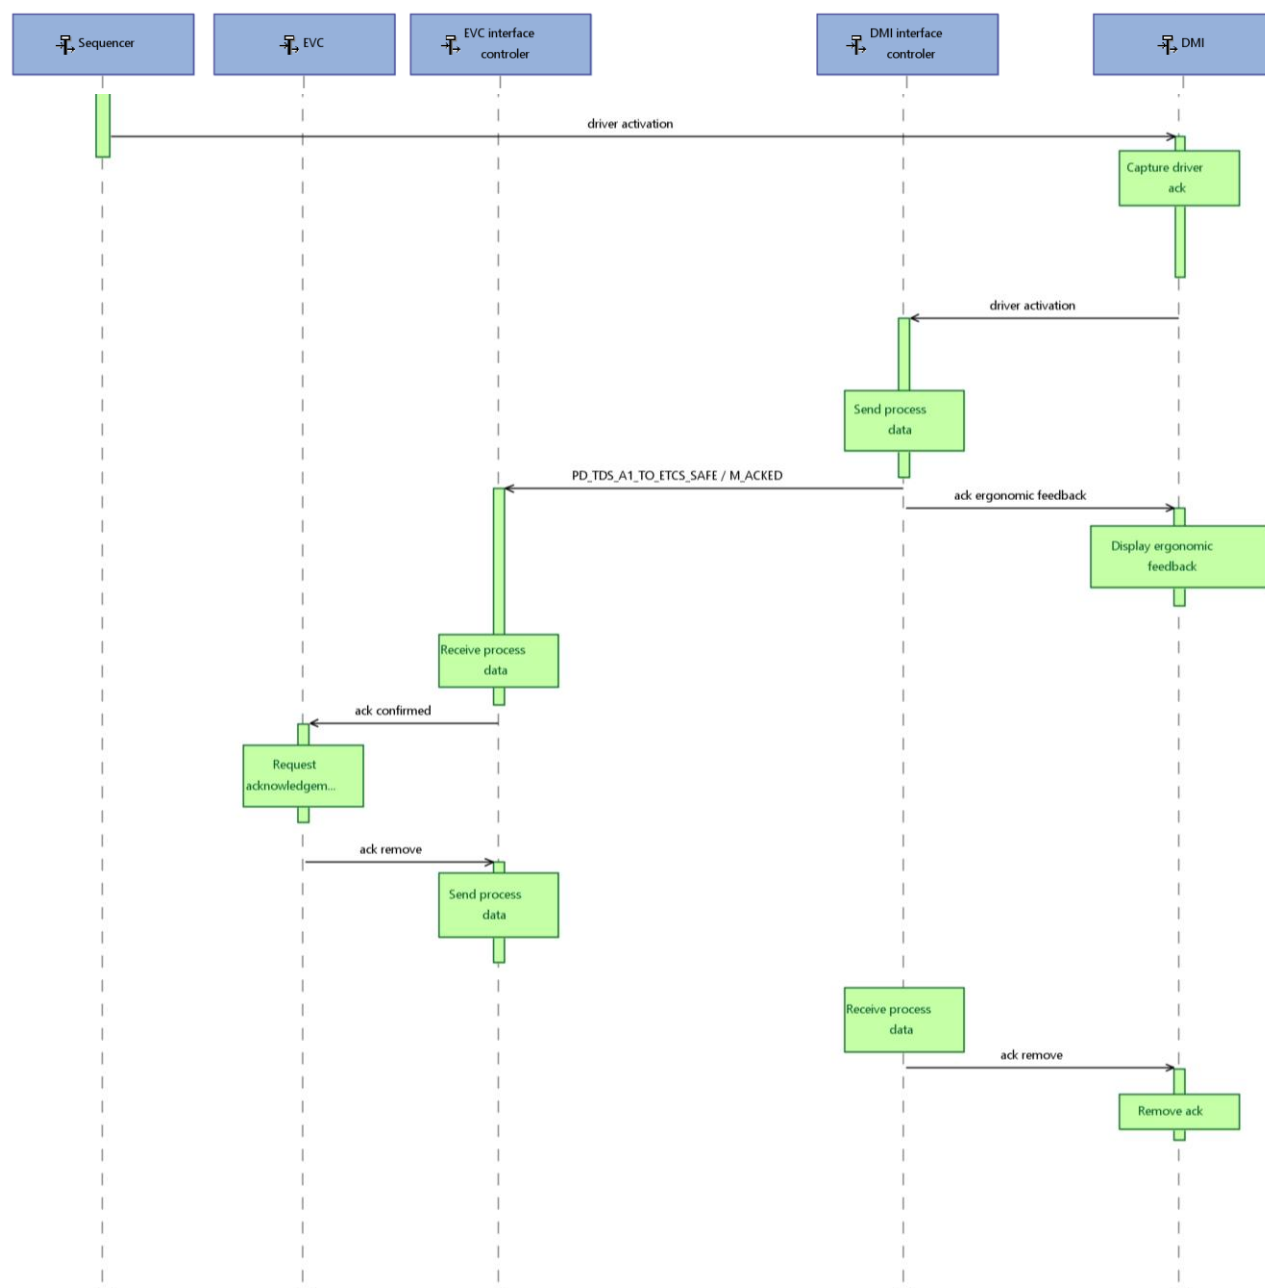 Sequencer
EVC
EVC interface
controler
DMI interface
controler
DMI
driver activation
Capture driver
ack
driver activation
Send process
data
PD_TDS_A1_TO_ETCS_SAFE / M_ACKED
ack ergonomic feedback
Display ergonomic
feedback
Receive process
data
ack confirmed
Request
acknowledgem...
ack remove
Send process
data
Receive process
data
ack remove
Remove ack